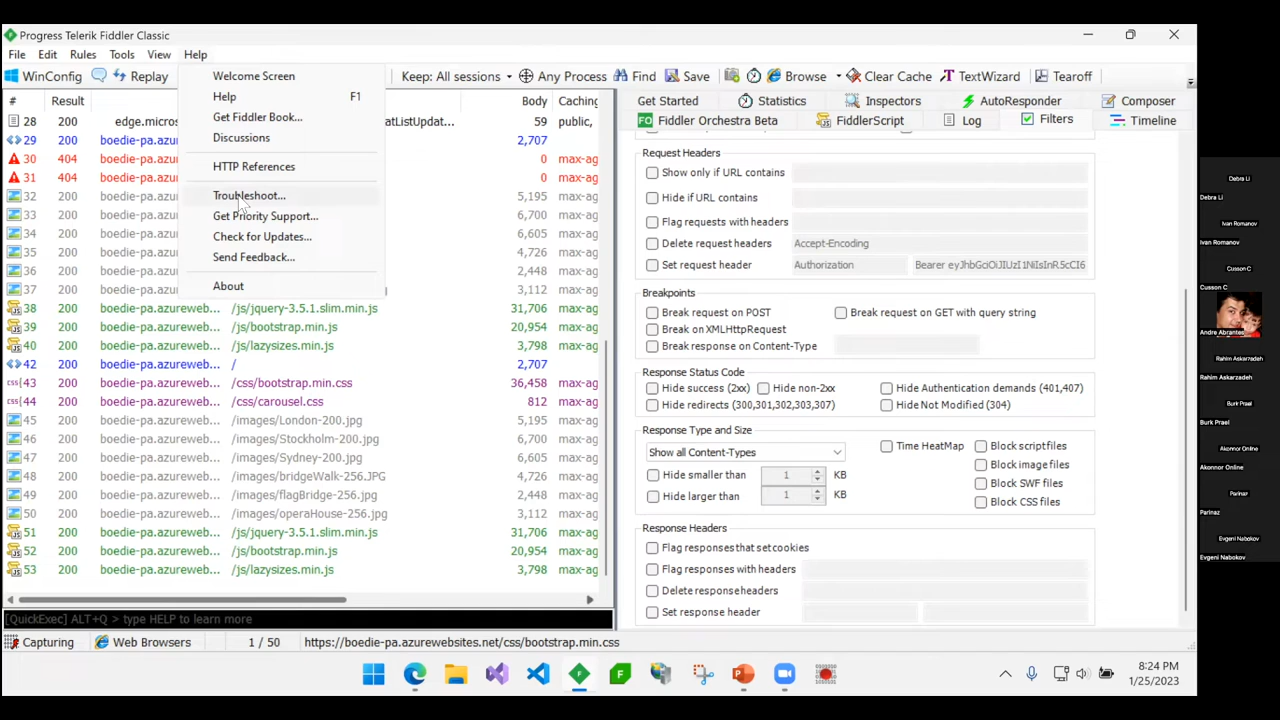 Progress Telerik Fiddler Classic
File Edit Rules Tools View Help
WinConfig Replay Keep: All sessions Any Process Find Save Browse Clear Cache TextWizard Tearoff
Welcome Screen
Help F1
Get Fiddler Book...
Discussions
HTTP References
Troubleshoot...
Get Priority Support...
Check for Updates...
Send Feedback...
About
# Result Body Caching
28 200 edge.micros atListUpdat... 59 public,
29 200 boedie-pa.azur 2,707
30 404 boedie-pa.azur 0 max-ag
31 404 boedie-pa.azur 0 max-ag
32 200 boedie-pa.azur 5,195 max-ag
33 200 boedie-pa.azur 6,700 max-ag
34 200 boedie-pa.azur 6,605 max-ag
35 200 boedie-pa.azur 4,726 max-ag
36 200 boedie-pa.azur 2,448 max-ag
37 200 boedie-pa.azur 3,112 max-ag
38 200 boedie-pa.azureweb... /js/jquery-3.5.1.slim.min.js 31,706 max-ag
39 200 boedie-pa.azureweb... /js/bootstrap.min.js 20,954 max-ag
40 200 boedie-pa.azureweb... /js/lazysizes.min.js 3,798 max-ag
42 200 boedie-pa.azureweb... / 2,707
43 200 boedie-pa.azureweb... /css/bootstrap.min.css 36,458 max-ag
44 200 boedie-pa.azureweb... /css/carousel.css 812 max-ag
45 200 boedie-pa.azureweb... /images/London-200.jpg 5,195 max-ag
46 200 boedie-pa.azureweb... /images/Stockholm-200.jpg 6,700 max-ag
47 200 boedie-pa.azureweb... /images/Sydney-200.jpg 6,605 max-ag
48 200 boedie-pa.azureweb... /images/bridgeWalk-256.JPG 4,726 max-ag
49 200 boedie-pa.azureweb... /images/flagBridge-256.jpg 2,448 max-ag
50 200 boedie-pa.azureweb... /images/operaHouse-256.jpg 3,112 max-ag
51 200 boedie-pa.azureweb... /js/jquery-3.5.1.slim.min.js 31,706 max-ag
52 200 boedie-pa.azureweb... /js/bootstrap.min.js 20,954 max-ag
53 200 boedie-pa.azureweb... /js/lazysizes.min.js 3,798 max-ag
[QuickExec] ALT+Q > type HELP to learn more
Capturing Web Browsers 1 / 50 https://boedie-pa.azurewebsites.net/css/bootstrap.min.css
Get Started Statistics Inspectors AutoResponder Composer
FO Fiddler Orchestra Beta FiddlerScript Log Filters Timeline
Request Headers
Show only if URL contains
Hide if URL contains
Flag requests with headers
Delete request headers Accept-Encoding
Set request header Authorization Bearer eyJhbGciOiJIUzI1NiIsInR5cCI6
Breakpoints
Break request on POST Break request on GET with query string
Break on XMLHttpRequest
Break response on Content-Type
Response Status Code
Hide success (2xx) Hide non-2xx Hide Authentication demands (401,407)
Hide redirects (300,301,302,303,307) Hide Not Modified (304)
Response Type and Size
Show all Content-Types Time HeatMap Block scriptfiles
Block image files
Hide smaller than 1 KB Block SWF files
Hide larger than 1 KB Block CSS files
Response Headers
Flag responses that set cookies
Flag responses with headers
Delete response headers
Set response header
8:24 PM
1/25/2023
Debra Li
Debra Li
Ivan Romanov
Ivan Romanov
Cusson C
Cusson C
Andre Abrantes
Rahim Askarzadeh
Rahim Askarzadeh
Burk Prael
Burk Prael
Akonnor Online
Akonnor Online
Parinaz
Parinaz
Evgeni Nabokov
Evgeni Nabokov